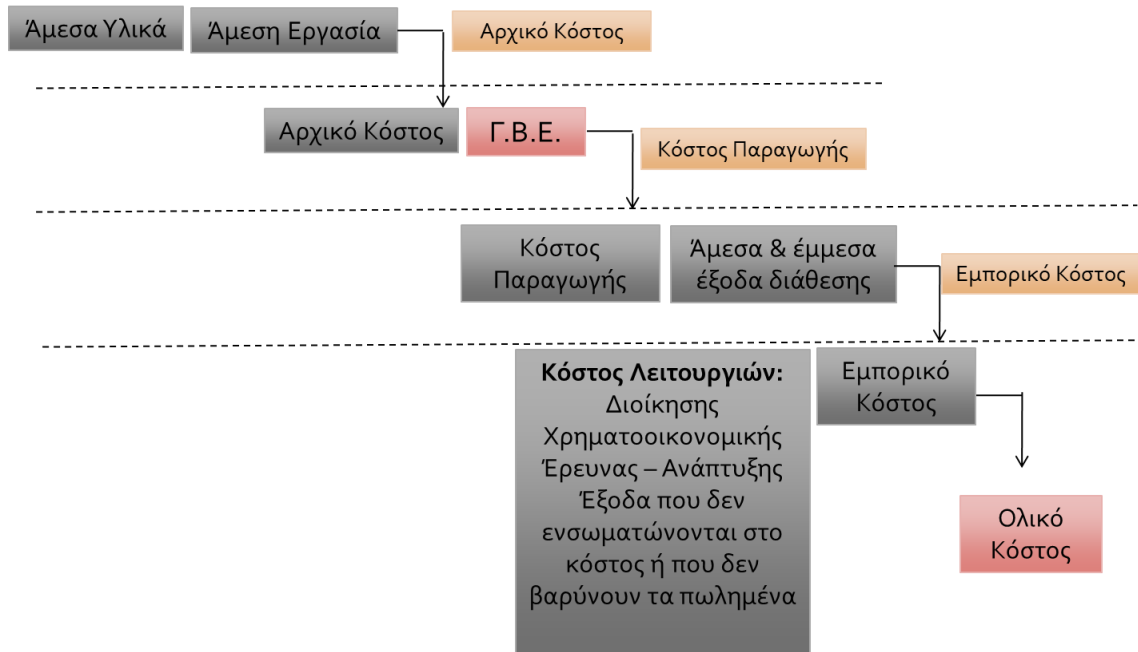 Άμεσα Υλικά
Άμεση Εργασία
Αρχικό Κόστος
Αρχικό Κόστος
Γ.Β.Ε.
Κόστος Παραγωγής
Κόστος
Παραγωγής
Άμεσα & έμμεσα
έξοδα διάθεσης
Εμπορικό Κόστος
Κόστος Λειτουργιών:
Διοίκησης
Χρηματοοικονομικής
Έρευνας – Ανάπτυξης
Έξοδα που δεν
ενσωματώνονται στο
κόστος ή που δεν
βαρύνουν τα πωλημένα
Εμπορικό
Κόστος
Ολικό
Κόστος